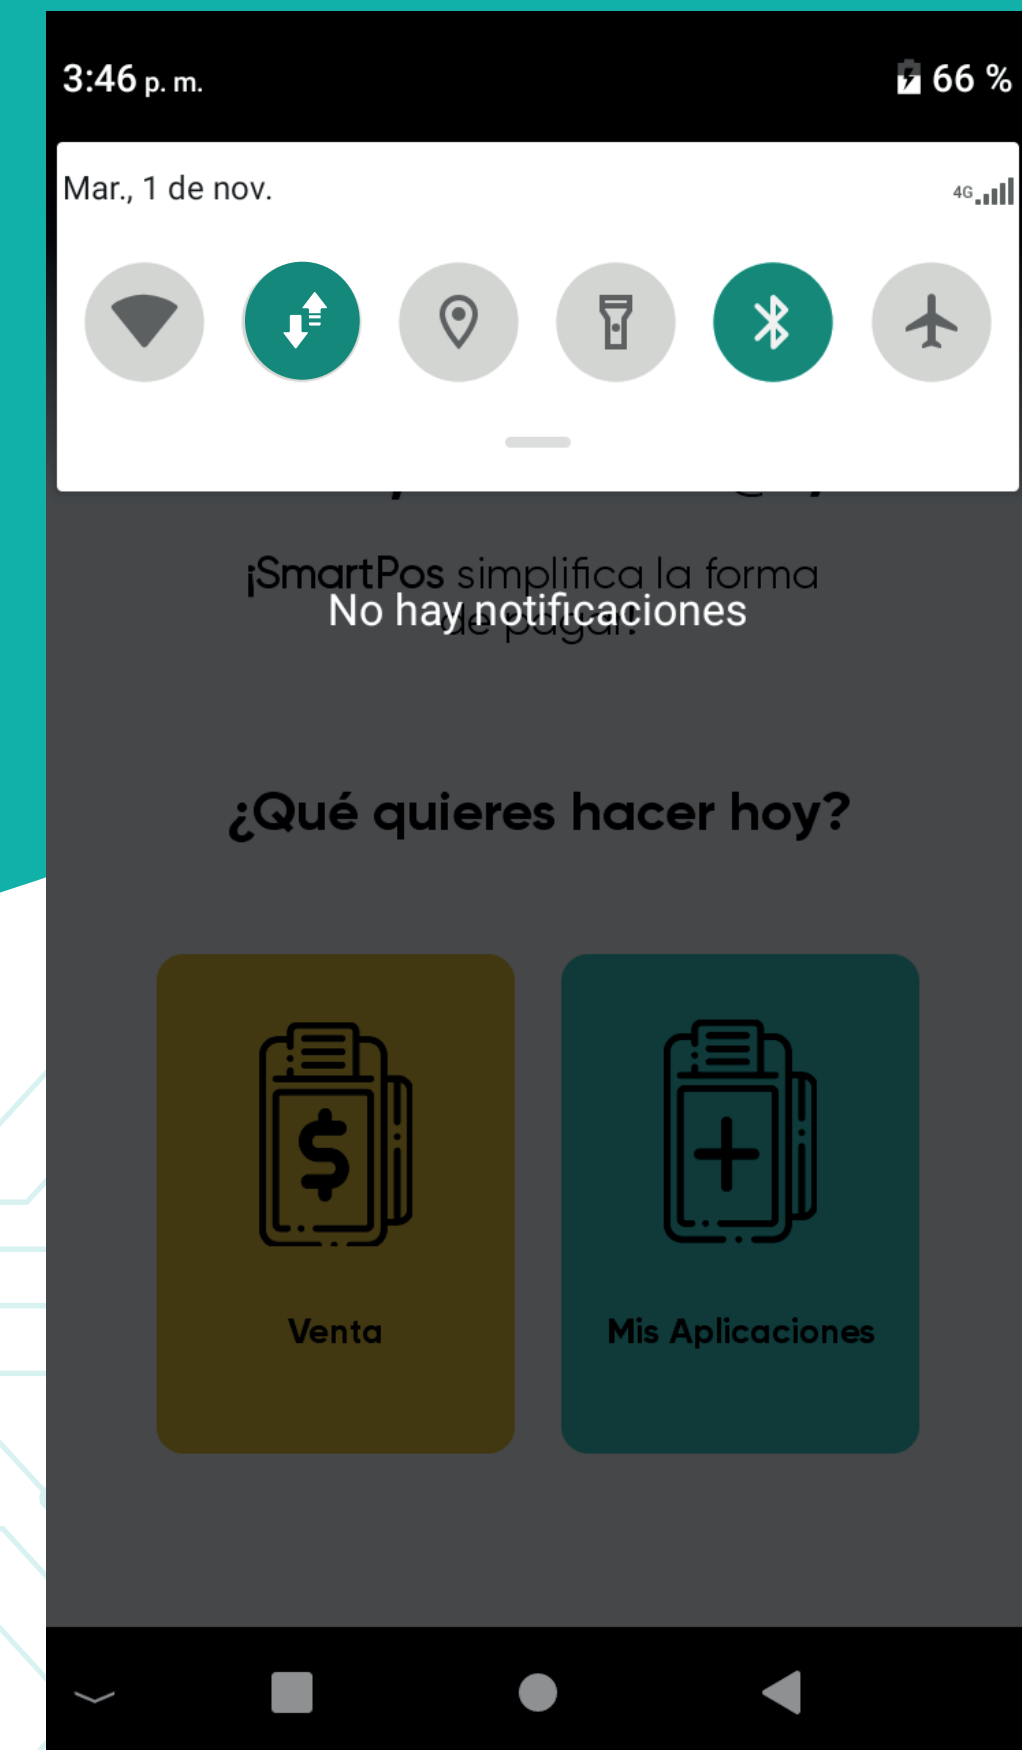 3:46 p. m.
66 %
Mar., 1 de nov.
4G
¡SmartPos simplifica la forma
de pagar!
No hay notificaciones
¿Qué quieres hacer hoy?
Venta
Mis Aplicaciones